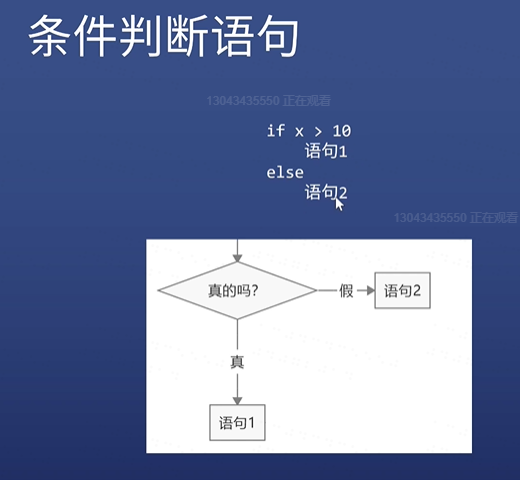 条件判断语句
13043435550 正在观看
if x > 10
语句1
else
语句2
13043435550 正在观看
真的吗?
假
语句2
真
语句1